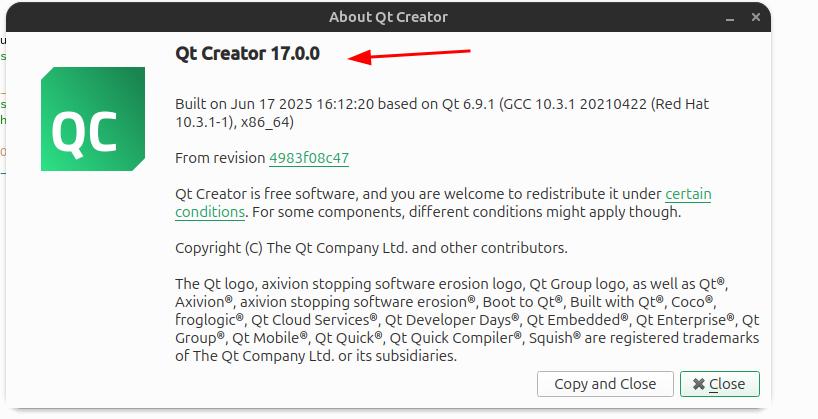 About Qt Creator
Qt Creator 17.0.0
QC
Built on Jun 17 2025 16:12:20 based on Qt 6.9.1 (GCC 10.3.1 20210422 (Red Hat
10.3.1-1), x86_64)
From revision 4983f08c47
Qt Creator is free software, and you are welcome to redistribute it under certain
conditions. For some components, different conditions might apply though.
Copyright (C) The Qt Company Ltd. and other contributors.
The Qt logo, axivion stopping software erosion logo, Qt Group logo, as well as Qt®,
Axivion®, axivion stopping software erosion®, Boot to Qt®, Built with Qt®, Coco®,
froglogic®, Qt Cloud Services®, Qt Developer Days®, Qt Embedded®, Qt Enterprise®, Qt
Group®, Qt Mobile®, Qt Quick®, Qt Quick Compiler®, Squish® are registered trademarks
of The Qt Company Ltd. or its subsidiaries.
Copy and Close
Close